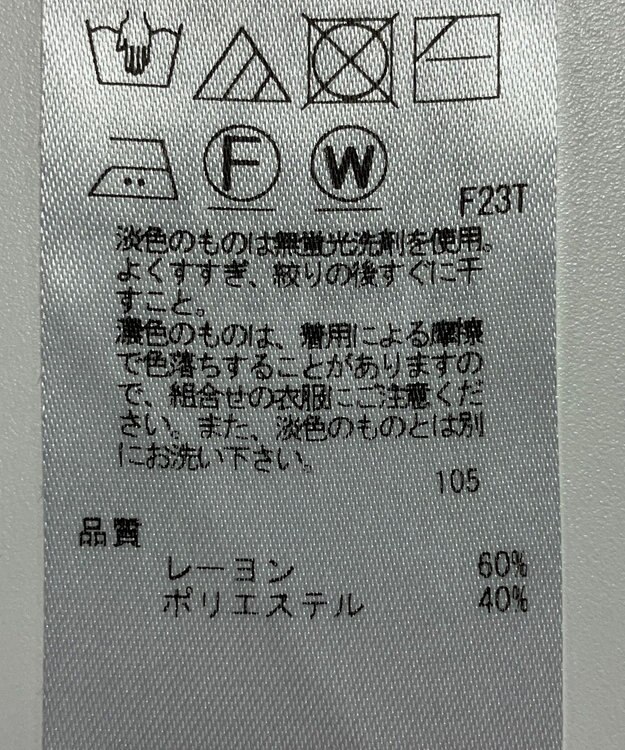 F W
F23T
淡色のものは無蛍光洗剤を使用。
よくすすぎ、絞りの後すぐに干
すこと。
濃色のものは、着用による摩擦
で色落ちすることがありますの
で、組合せの衣服にご注意くだ
さい。また、淡色のものとは別
にお洗い下さい。
105
品質
レーヨン 60%
ポリエステル 40%